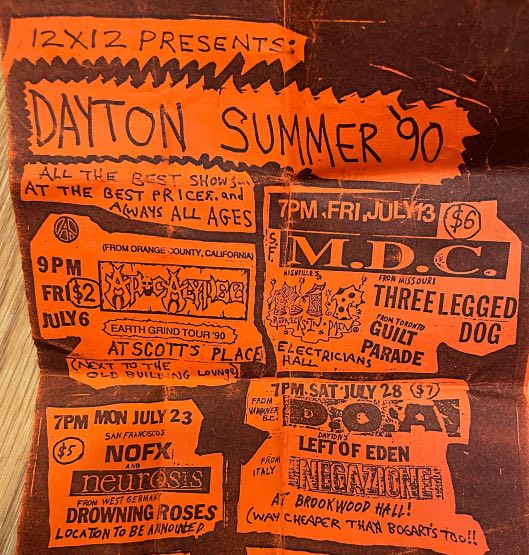 12X12 PRESENTS:
DAYTON SUMMER '90
ALL THE BEST SHOWS...
AT THE BEST PRICES. and
ALWAYS ALL AGES
(FROM ORANGE COUNTY, CALIFORNIA)
9PM
FRI $2
JULY 6
APOCALYPSE
EARTH GRIND TOUR '90
AT SCOTT'S PLACE
(NEXT TO THE
OLD BUILDING LOUNGE)
7PM.FRI.JULY 13 $6
SF
M.D.C.
NASHVILLE'S
FROM MISSOURI
THREE LEGGED
DOG
FROM TORONTO
GUILT
PARADE
ELECTRICIANS
HALL
7PM MON JULY 23
$5
SAN FRANCISCO'S
NOFX
AND
neurosis
FROM WEST GERMANY
DROWNING ROSES
LOCATION TO BE ANNOUNCED
7PM SAT JULY 28 $7
FROM
VANCOUVER
B.C.
D.O.A.
DAYTON'S
LEFT OF EDEN
FROM
ITALY
NEGAZIONE
AT BROOKWOOD HALL!
(WAY CHEAPER THAN BOGART'S TOO!!